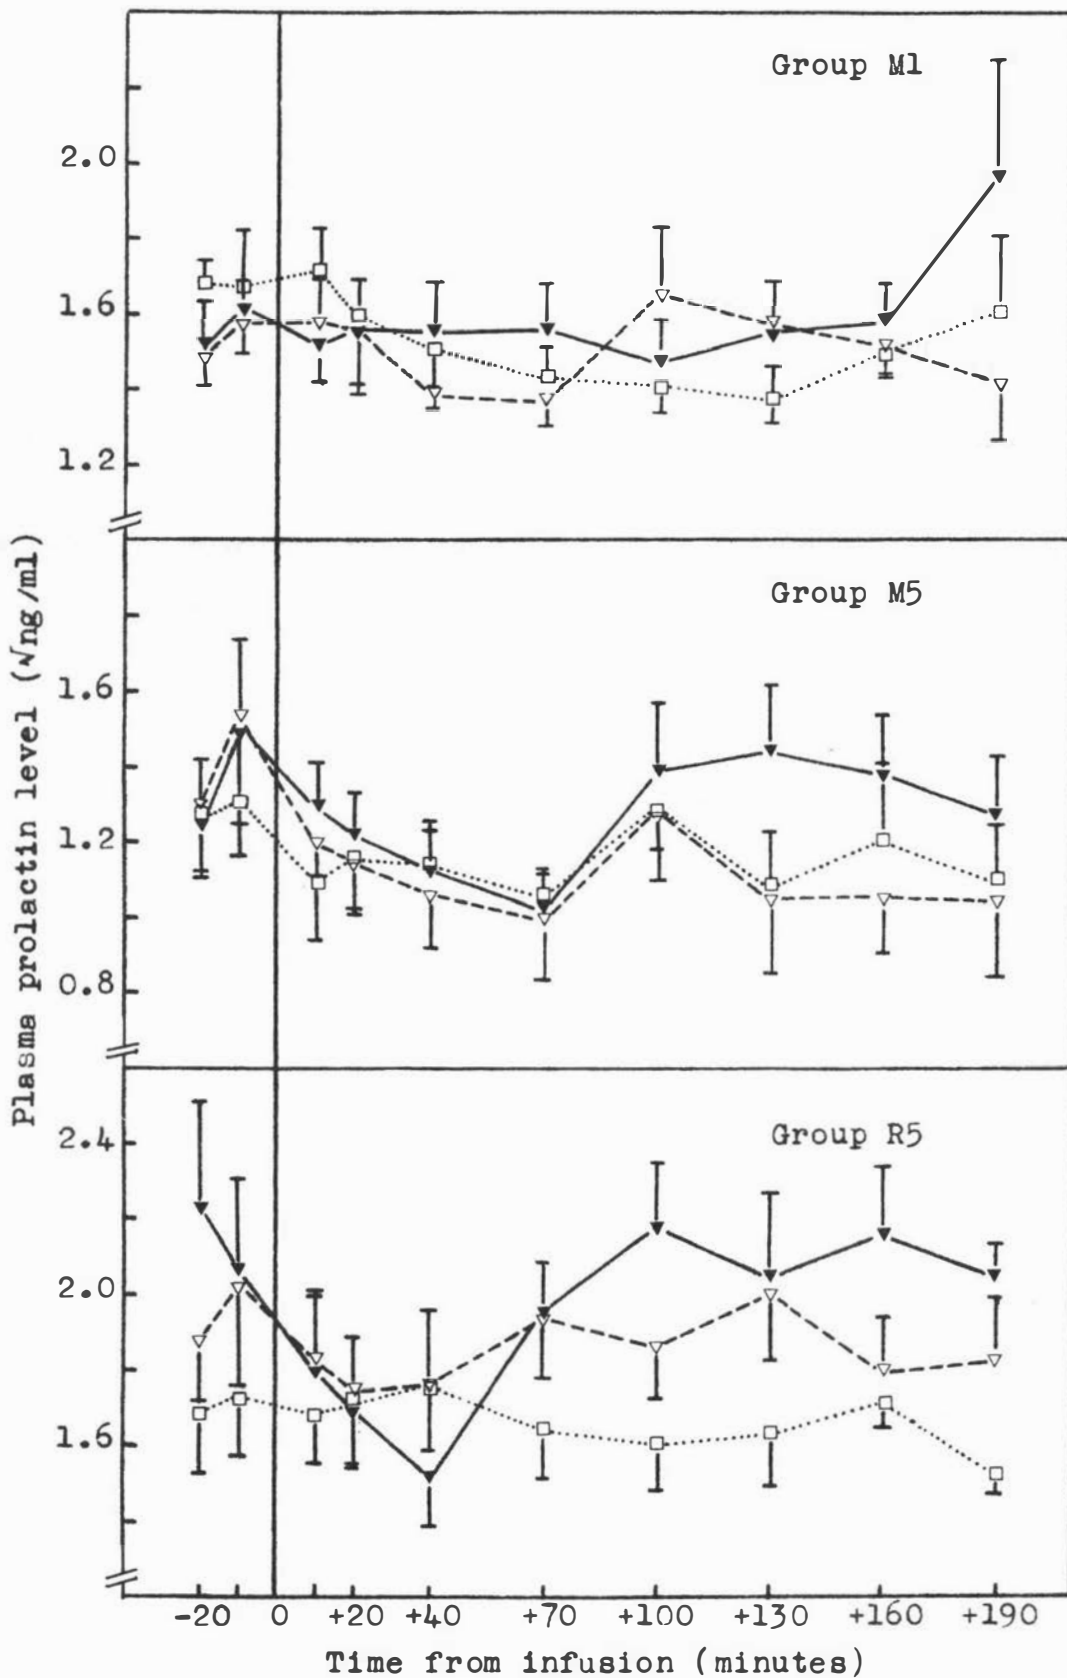 Group M1
2.0
1.6
1.2
Group M5
1.6
1.2
0.8
Group R5
2.4
2.0
1.6
Plasma prolactin level (√ng/ml)
-20 0 +20 +40 +70 +100 +130 +160 +190
Time from infusion (minutes)